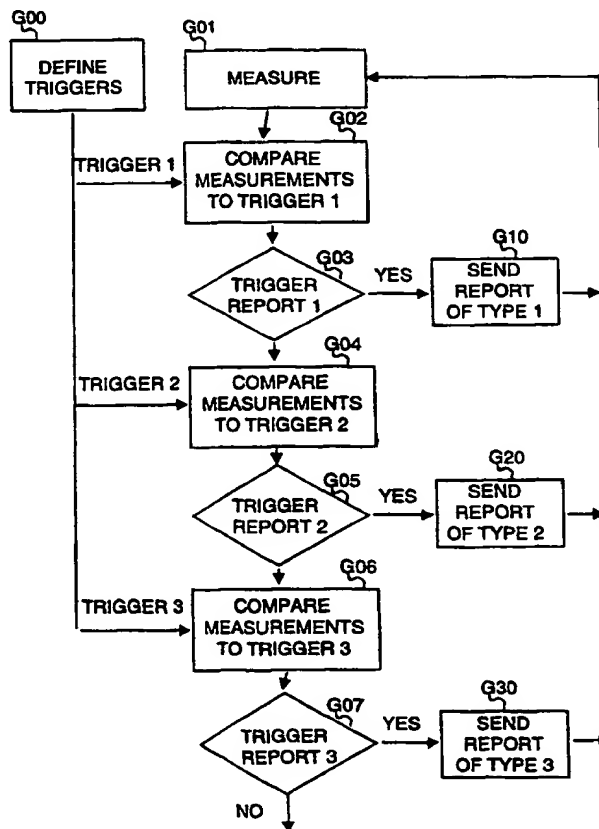 G00
DEFINE
TRIGGERS
G01
MEASURE
G02
TRIGGER 1
COMPARE
MEASUREMENTS
TO TRIGGER 1
G03
TRIGGER
REPORT 1
YES
G10
SEND
REPORT
OF TYPE 1
G04
TRIGGER 2
COMPARE
MEASUREMENTS
TO TRIGGER 2
G05
TRIGGER
REPORT 2
YES
G20
SEND
REPORT
OF TYPE 2
G06
TRIGGER 3
COMPARE
MEASUREMENTS
TO TRIGGER 3
G07
TRIGGER
REPORT 3
YES
G30
SEND
REPORT
OF TYPE 3
NO